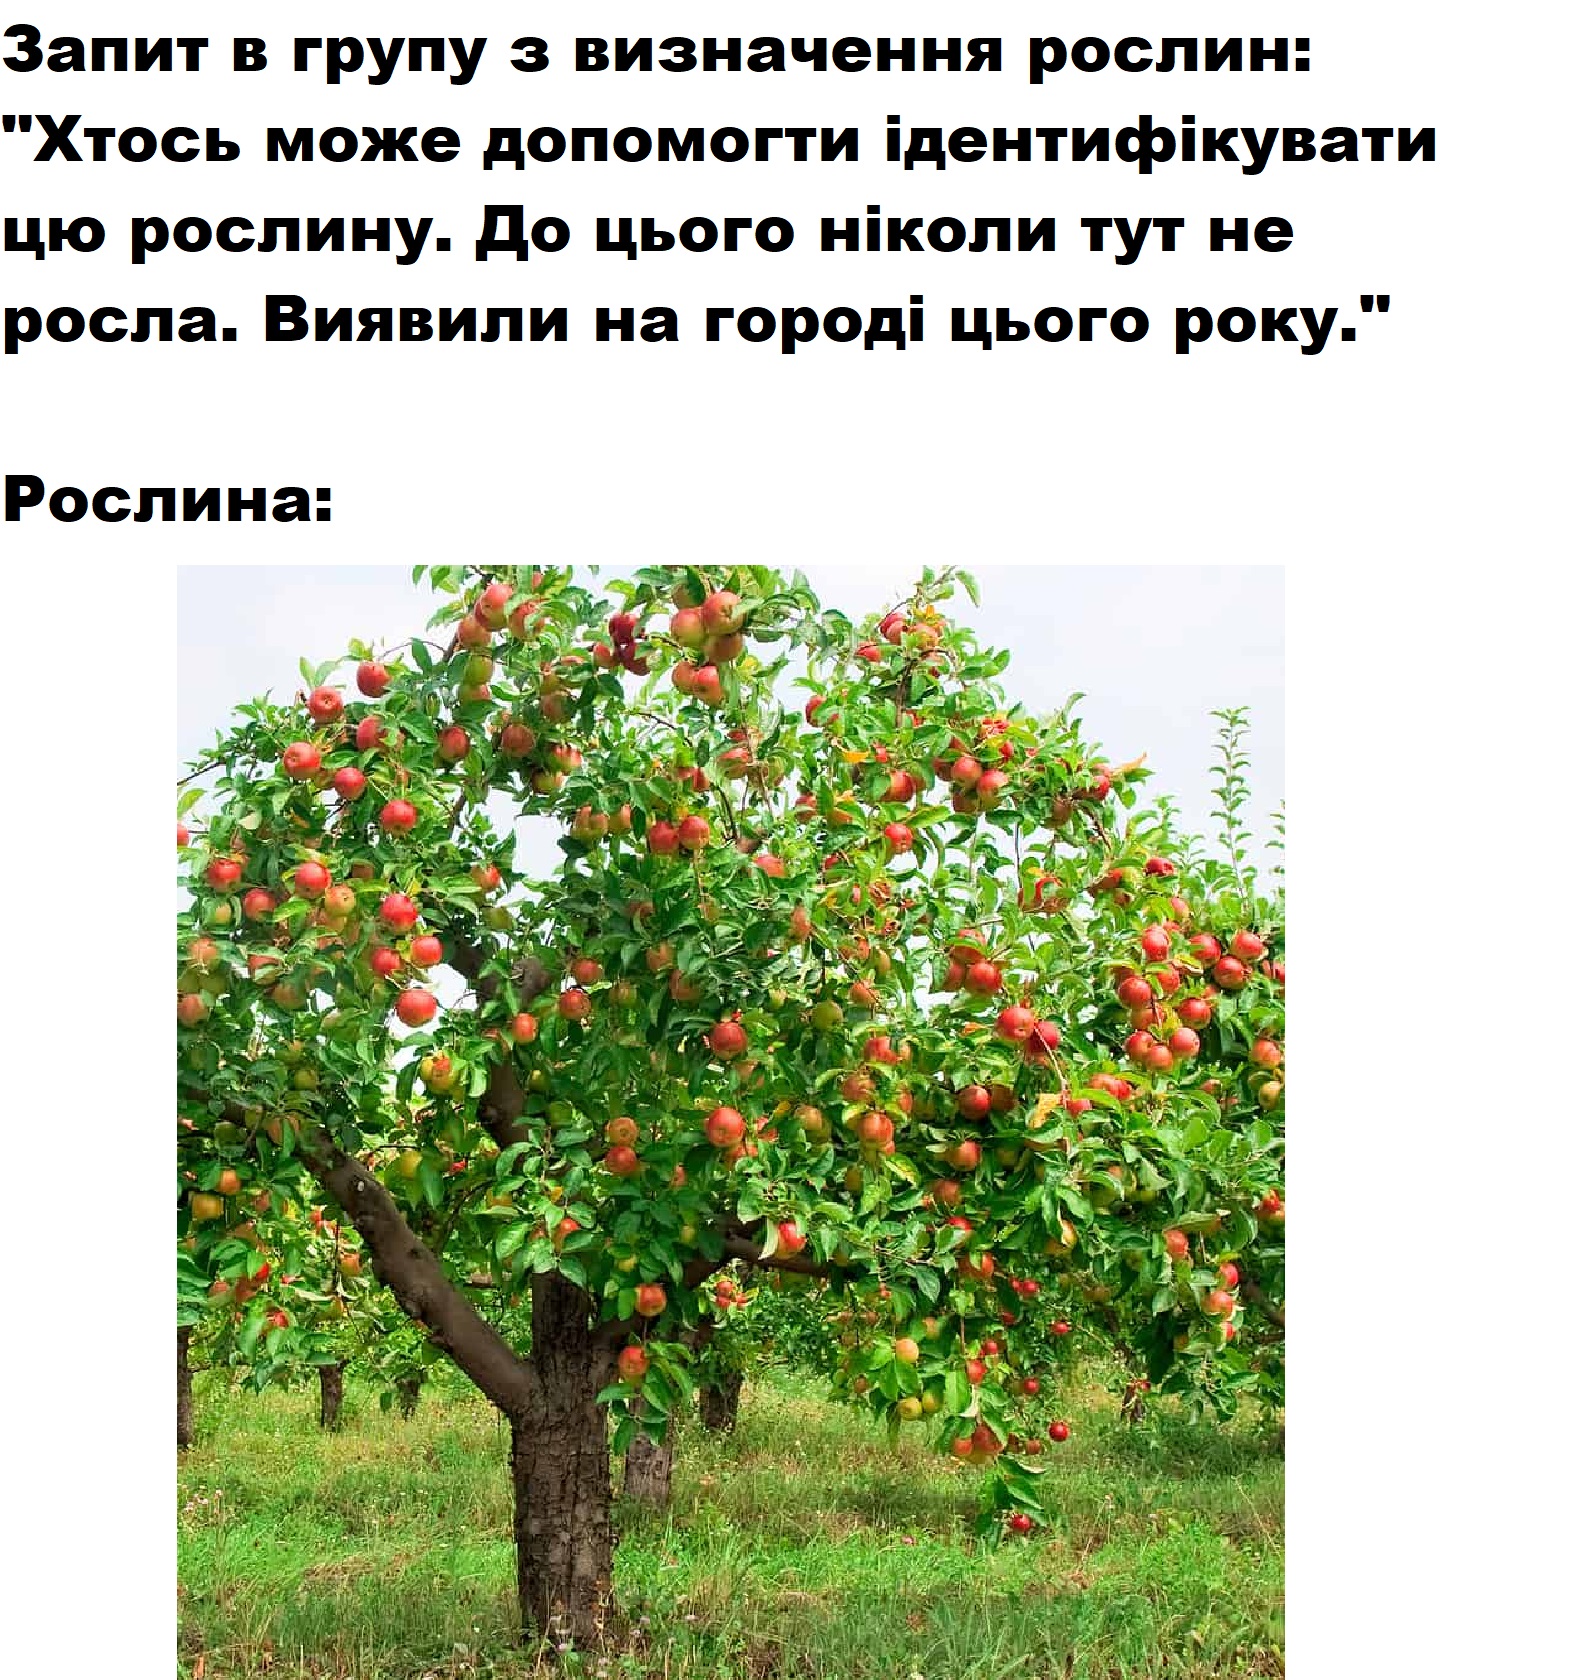 Запит в групу з визначення рослин:
"Хтось може допомогти ідентифікувати
цю рослину. До цього ніколи тут не
росла. Виявили на городі цього року."
Рослина: